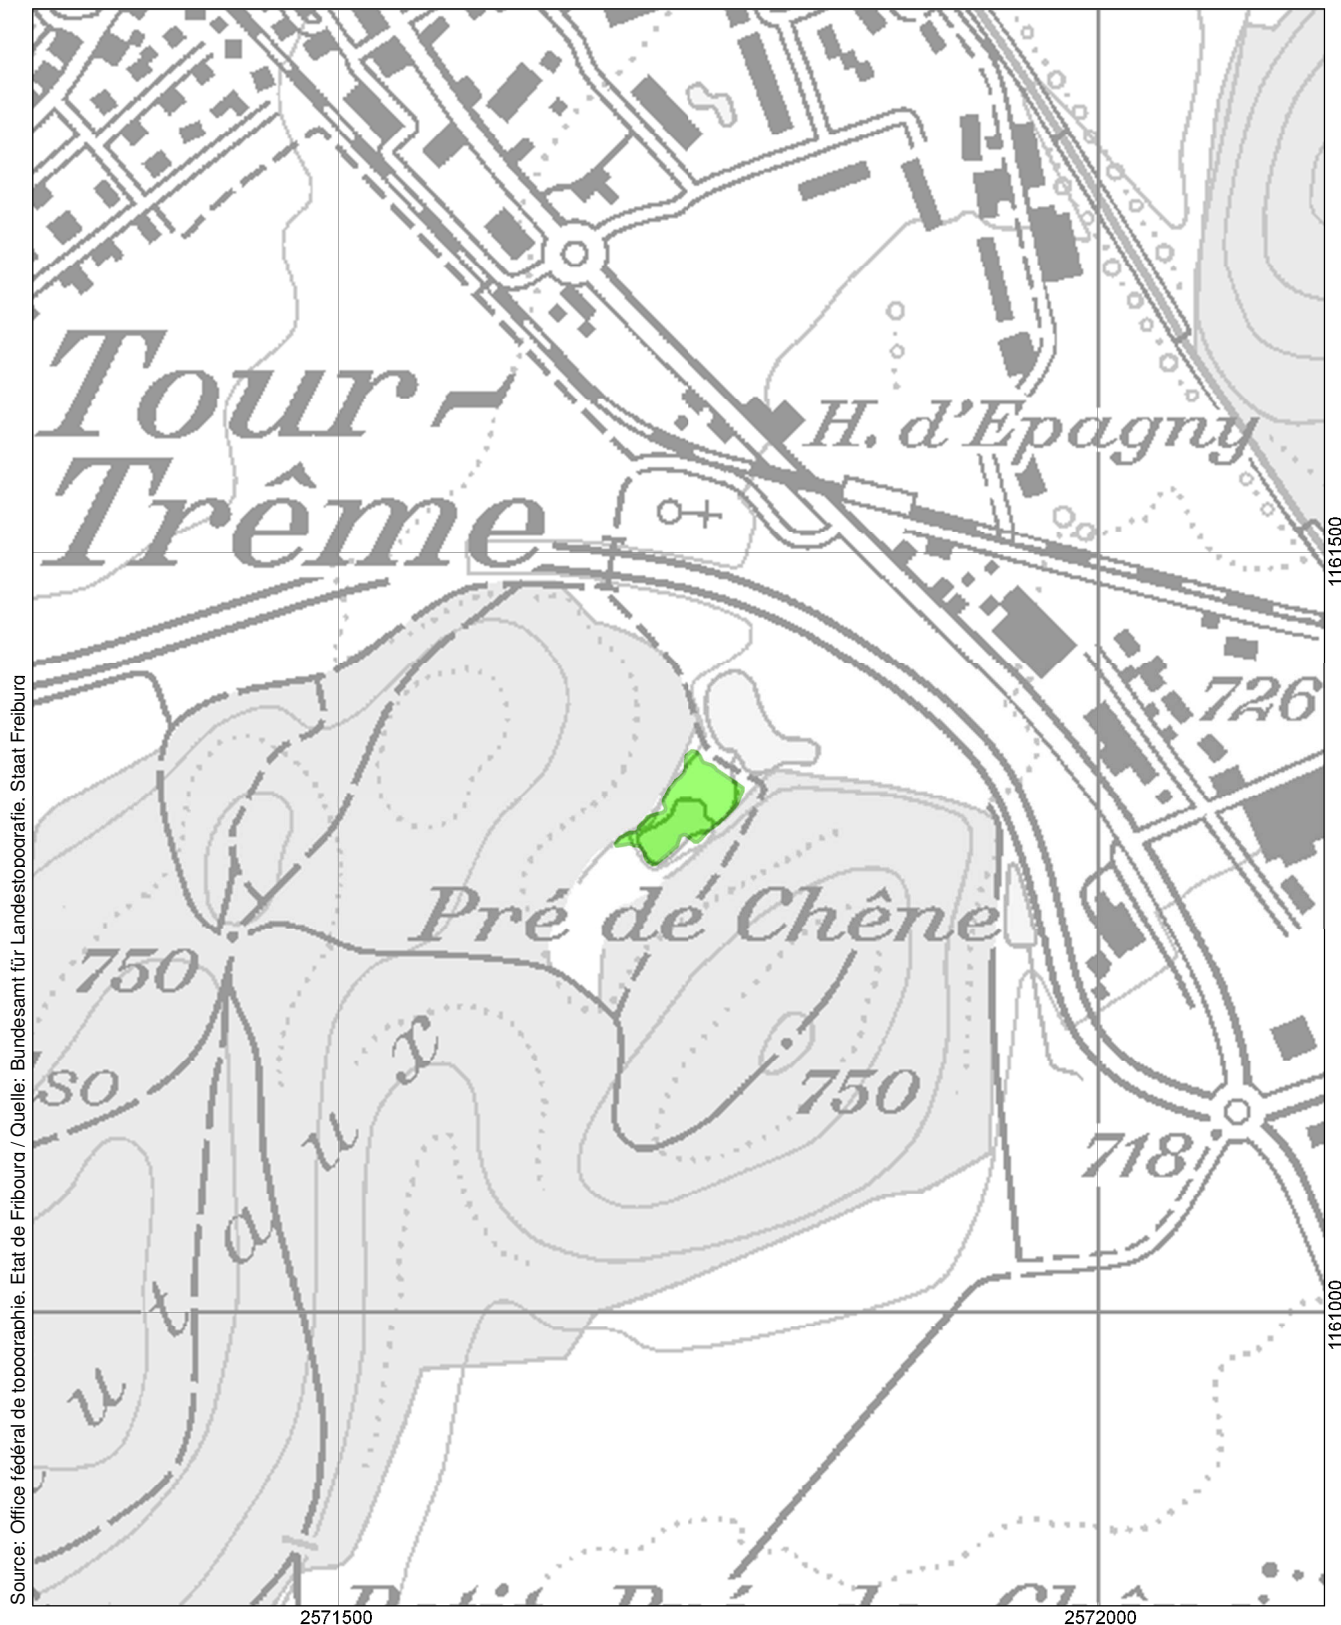 Tour-
Trême
H. d'Epagny
726
Pré de Chêne
750
750
so
718
u t a u x
Source: Office fédéral de topographie. Etat de Fribourg / Quelle: Bundesamt für Landestopografie. Staat Freiburg
1161500
1161000
2571500
2572000